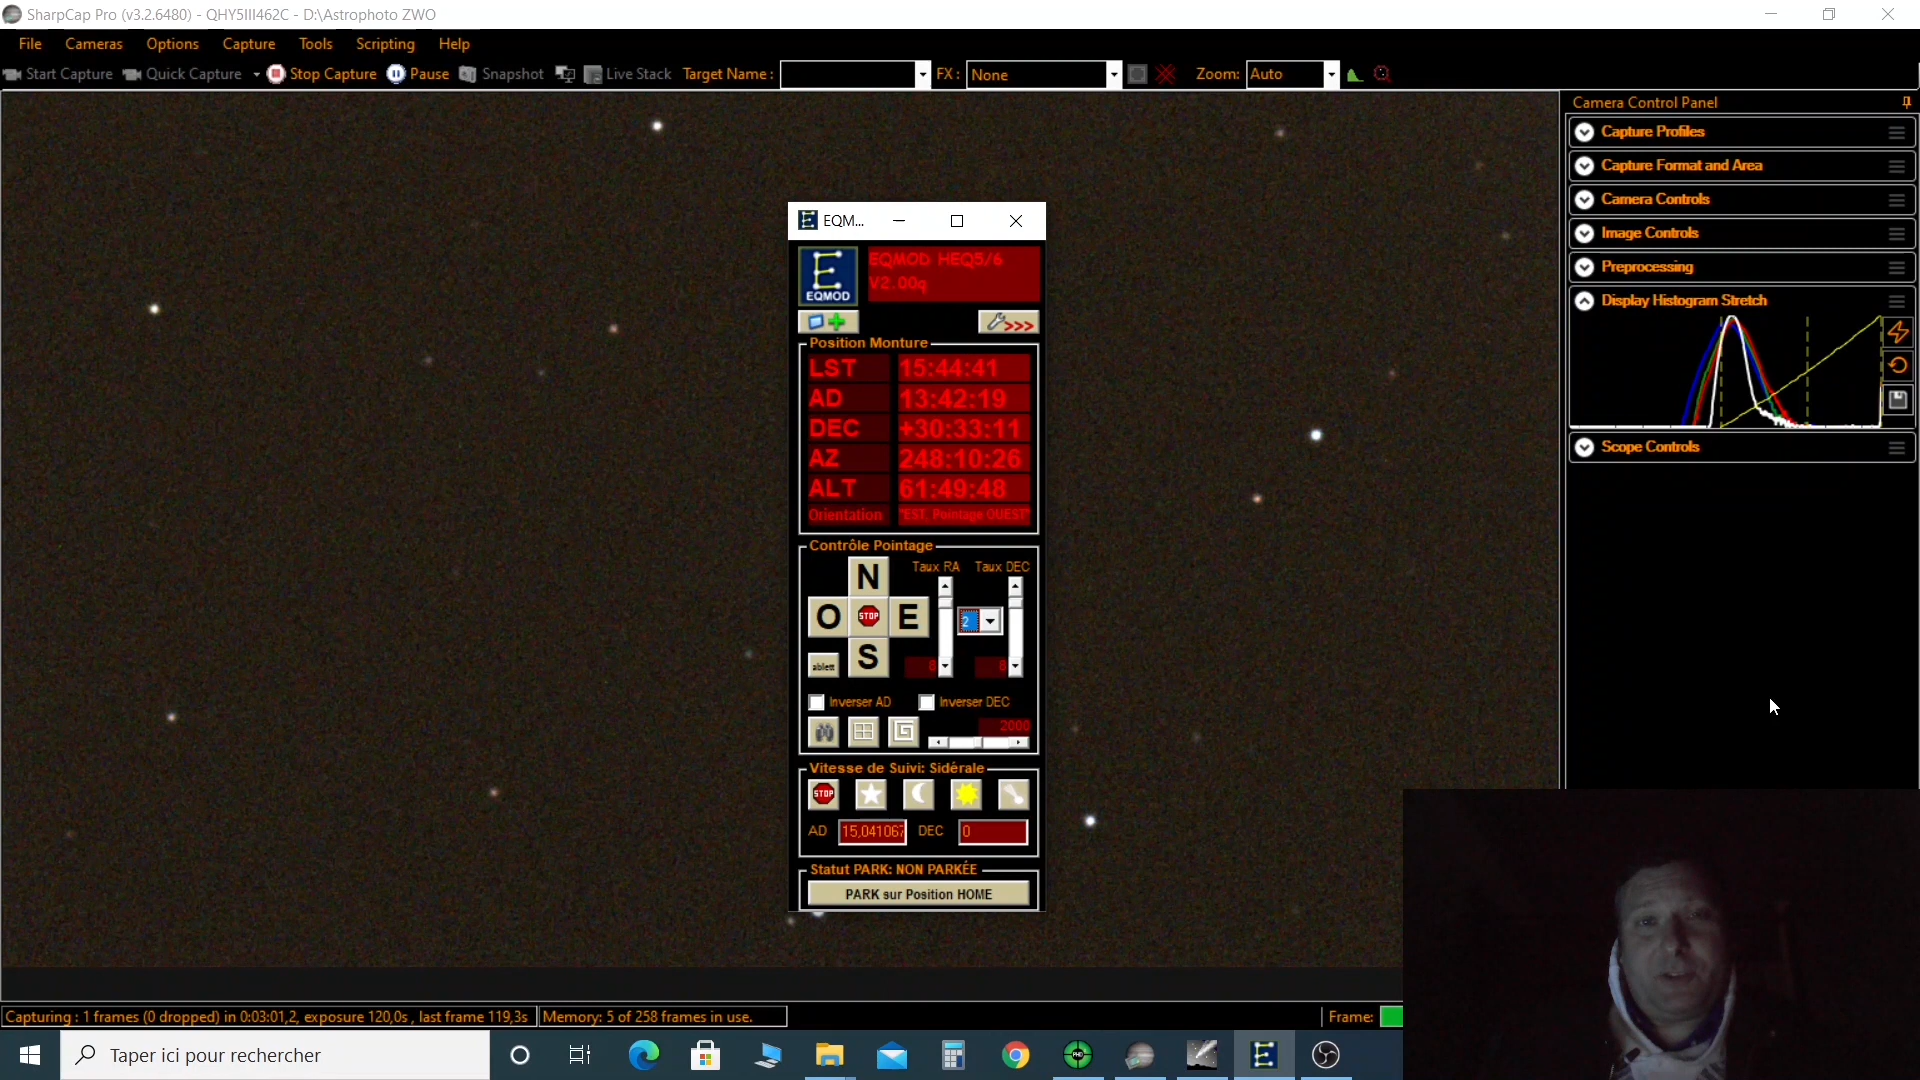 SharpCap Pro (v3.2.6480) - QHY5III462C - D:\Astrophoto ZWO
File Cameras Options Capture Tools Scripting Help
Start Capture Quick Capture Stop Capture Pause Snapshot Live Stack Target Name : FX : None Zoom: Auto
Camera Control Panel
Capture Profiles
Capture Format and Area
Camera Controls
Image Controls
Preprocessing
Display Histogram Stretch
Scope Controls
EQM...
EQMOD
EQMOD HEQ5/6
V2.00q
>>>
Position Monture
LST 15:44:41
AD 13:42:19
DEC +30:33:11
AZ 248:10:26
ALT 61:49:48
Orientation "EST, Pointage OUEST"
Contrôle Pointage
Taux RA Taux DEC
N
O STOP E 2
S
ablett 8 8
Inverser AD Inverser DEC
2000
Vitesse de Suivi: Sidérale
STOP
AD 15,041067 DEC 0
Statut PARK: NON PARKÉE
PARK sur Position HOME
Capturing : 1 frames (0 dropped) in 0:03:01,2, exposure 120,0s , last frame 119,3s Memory: 5 of 258 frames in use. Frame:
Taper ici pour rechercher
PHD